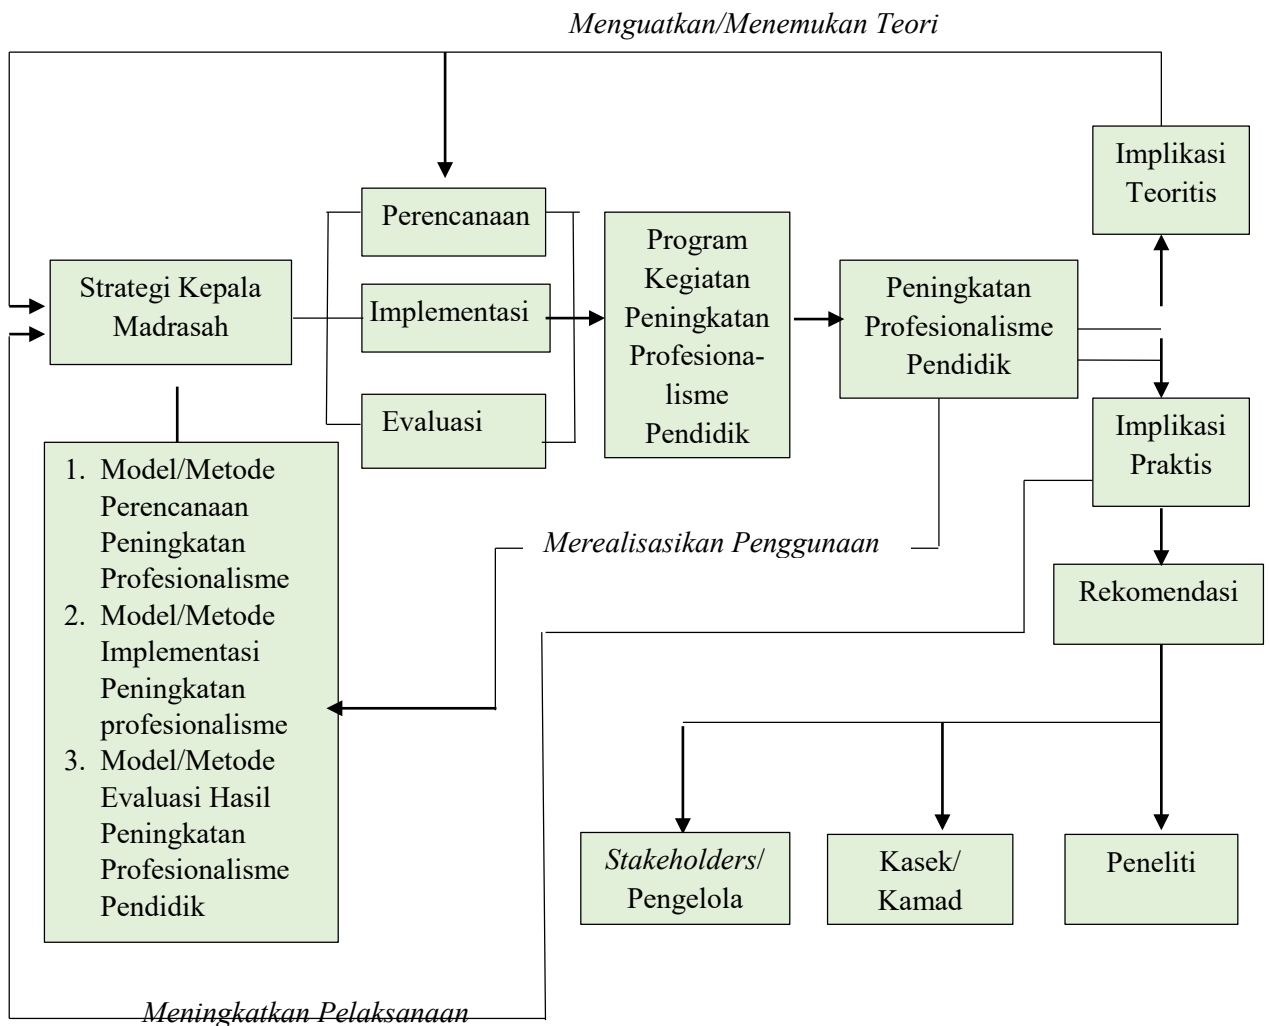 Menguatkan/Menemukan Teori
Implikasi
Teoritis
Perencanaan
Program
Kegiatan
Peningkatan
Profesiona-
lisme
Pendidik
Strategi Kepala
Madrasah
Implementasi
Peningkatan
Profesionalisme
Pendidik
Evaluasi
Implikasi
Praktis
1. Model/Metode
Perencanaan
Peningkatan
Profesionalisme
2. Model/Metode
Implementasi
Peningkatan
profesionalisme
3. Model/Metode
Evaluasi Hasil
Peningkatan
Profesionalisme
Pendidik
Merealisasikan Penggunaan
Rekomendasi
Stakeholders/
Pengelola
Kasek/
Kamad
Peneliti
Meningkatkan Pelaksanaan